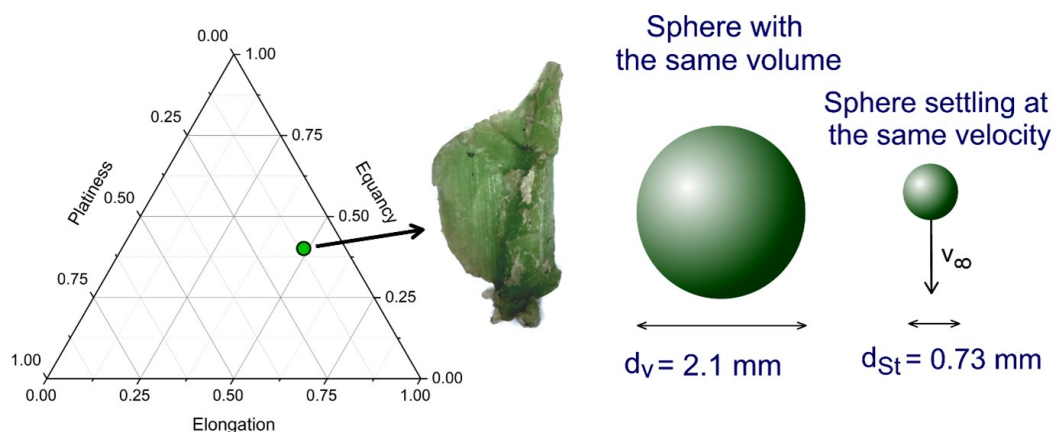 Sphere with
the same volume
Sphere settling at
the same velocity
0.00
1.00
0.25
0.75
Platiness
Equancy
0.50
0.50
0.75
0.25
1.00
0.00
0.00 0.25 0.50 0.75 1.00
Elongation
v∞
dv = 2.1 mm
dSt = 0.73 mm